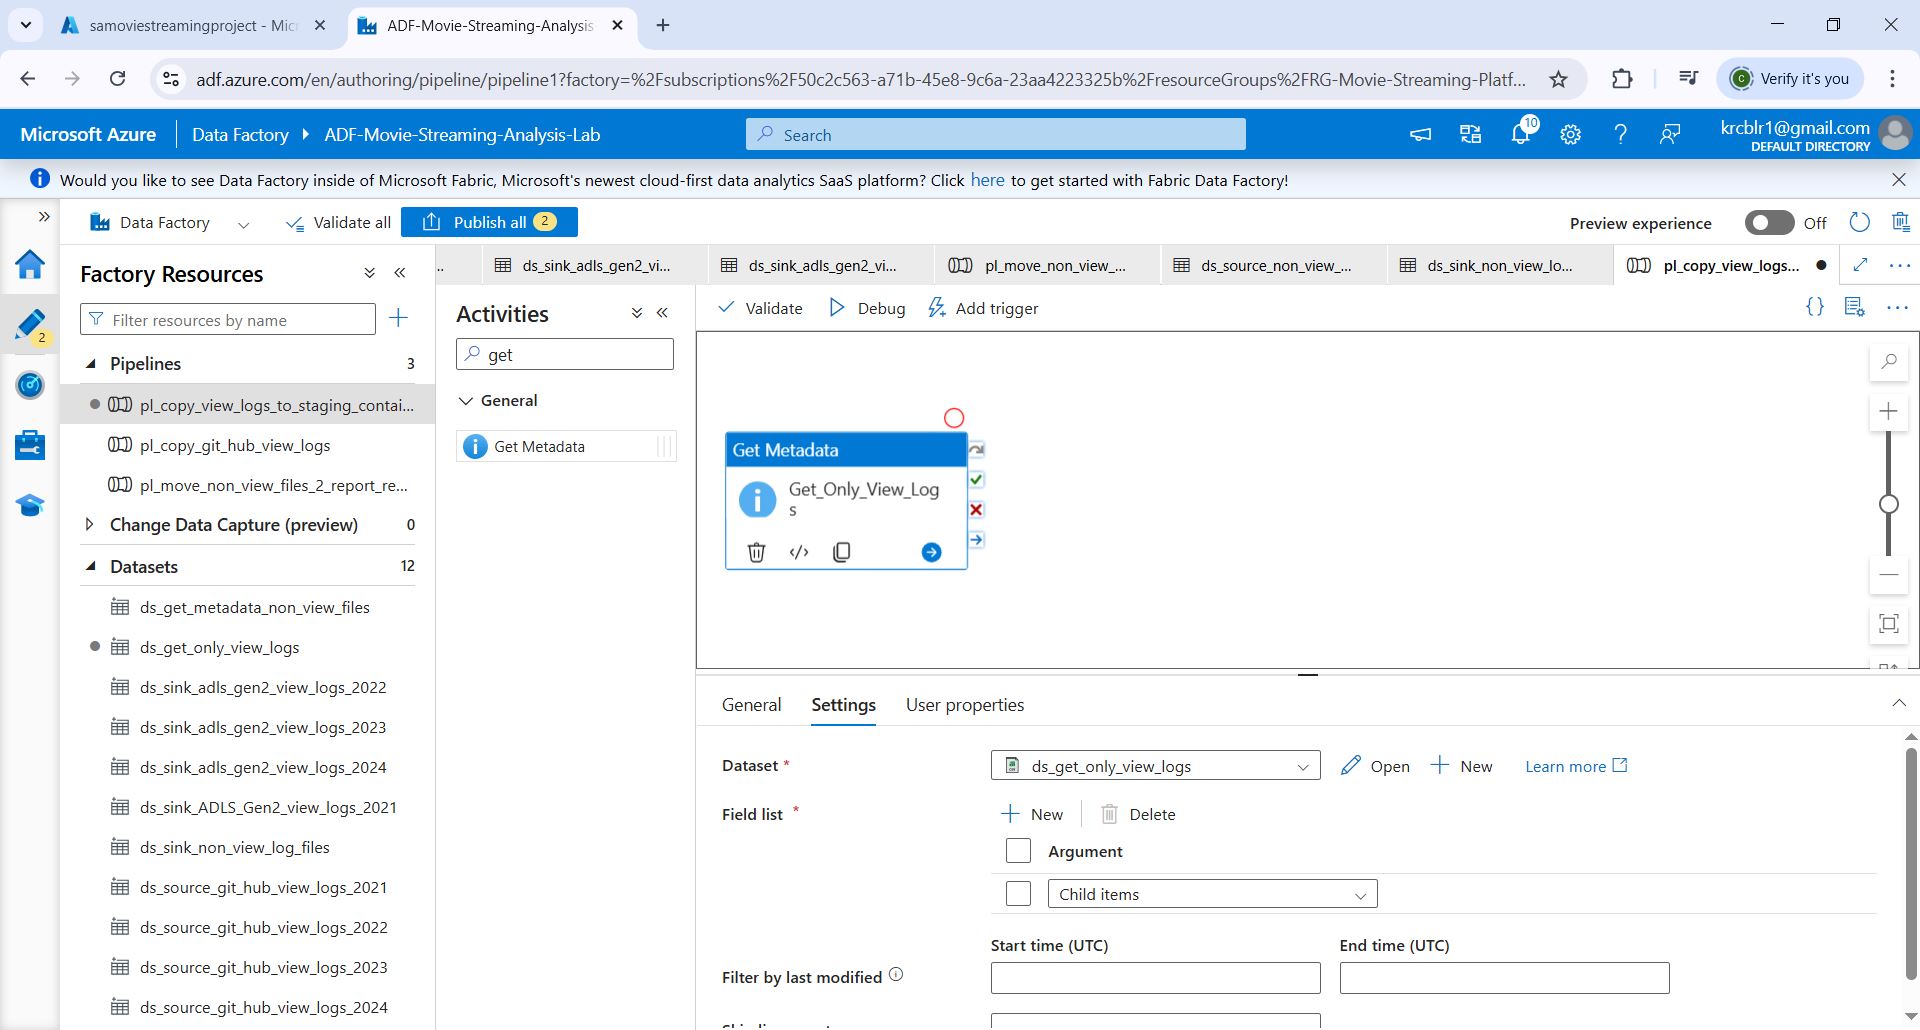 samoviestreamingproject - Micr
ADF-Movie-Streaming-Analysis
adf.azure.com/en/authoring/pipeline/pipeline1?factory=%2Fsubscriptions%2F50c2c563-a71b-45e8-9c6a-23aa4223325b%2FresourceGroups%2FRG-Movie-Streaming-Platf...
Verify it's you
Microsoft Azure
Data Factory
ADF-Movie-Streaming-Analysis-Lab
Search
10
krcblr1@gmail.com
DEFAULT DIRECTORY
Would you like to see Data Factory inside of Microsoft Fabric, Microsoft's newest cloud-first data analytics SaaS platform? Click here to get started with Fabric Data Factory!
Data Factory
Validate all
Publish all 2
Preview experience
Off
2
Factory Resources
Filter resources by name
Pipelines 3
pl_copy_view_logs_to_staging_contai...
pl_copy_git_hub_view_logs
pl_move_non_view_files_2_report_re...
Change Data Capture (preview) 0
Datasets 12
ds_get_metadata_non_view_files
ds_get_only_view_logs
ds_sink_adls_gen2_view_logs_2022
ds_sink_adls_gen2_view_logs_2023
ds_sink_adls_gen2_view_logs_2024
ds_sink_ADLS_Gen2_view_logs_2021
ds_sink_non_view_log_files
ds_source_git_hub_view_logs_2021
ds_source_git_hub_view_logs_2022
ds_source_git_hub_view_logs_2023
ds_source_git_hub_view_logs_2024
..
ds_sink_adls_gen2_vi...
ds_sink_adls_gen2_vi...
pl_move_non_view_...
ds_source_non_view_...
ds_sink_non_view_lo...
pl_copy_view_logs...
Activities
get
General
Get Metadata
Validate
Debug
Add trigger
Get Metadata
Get_Only_View_Log
s
General
Settings
User properties
Dataset *
ds_get_only_view_logs
Open
New
Learn more
Field list *
New
Delete
Argument
Child items
Start time (UTC)
End time (UTC)
Filter by last modified